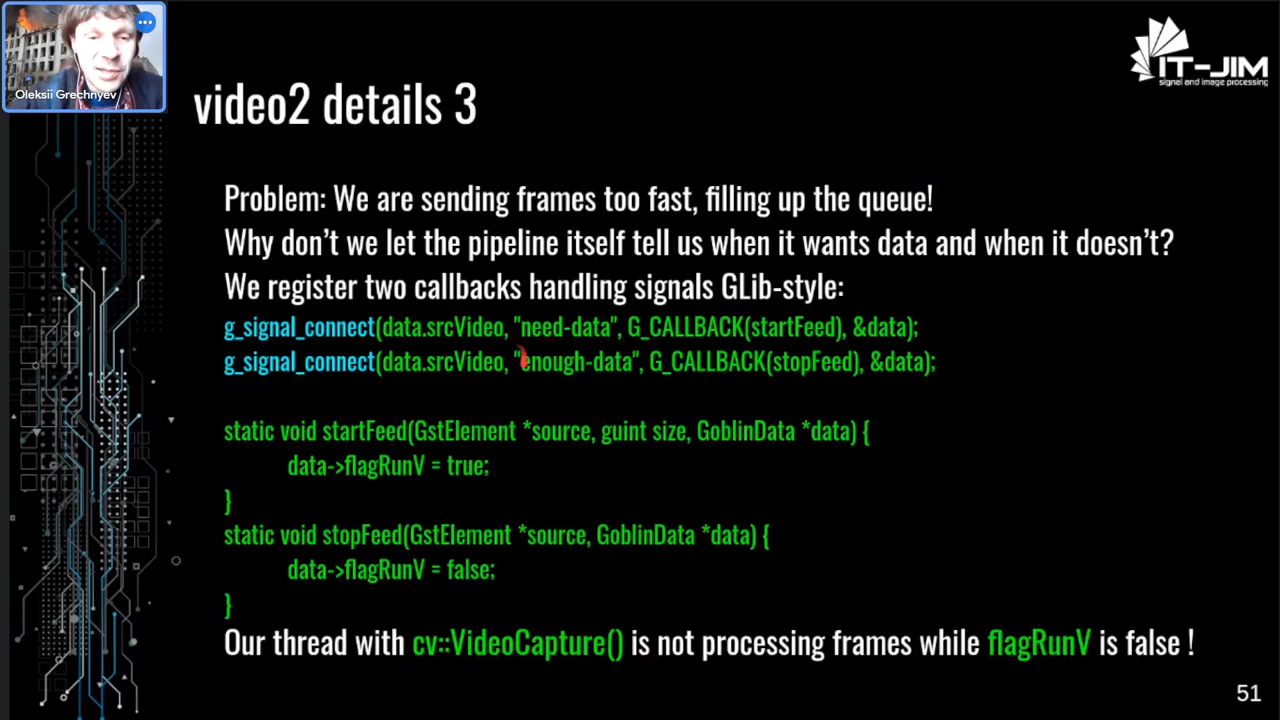 Oleksii Grechnyev
IT-JIM
signal and image processing
video2 details 3
Problem: We are sending frames too fast, filling up the queue!
Why don’t we let the pipeline itself tell us when it wants data and when it doesn’t?
We register two callbacks handling signals GLib-style:
g_signal_connect(data.srcVideo, "need-data", G_CALLBACK(startFeed), &data);
g_signal_connect(data.srcVideo, "enough-data", G_CALLBACK(stopFeed), &data);
static void startFeed(GstElement *source, guint size, GoblinData *data) {
data->flagRunV = true;
}
static void stopFeed(GstElement *source, GoblinData *data) {
data->flagRunV = false;
}
Our thread with cv::VideoCapture() is not processing frames while flagRunV is false !
51